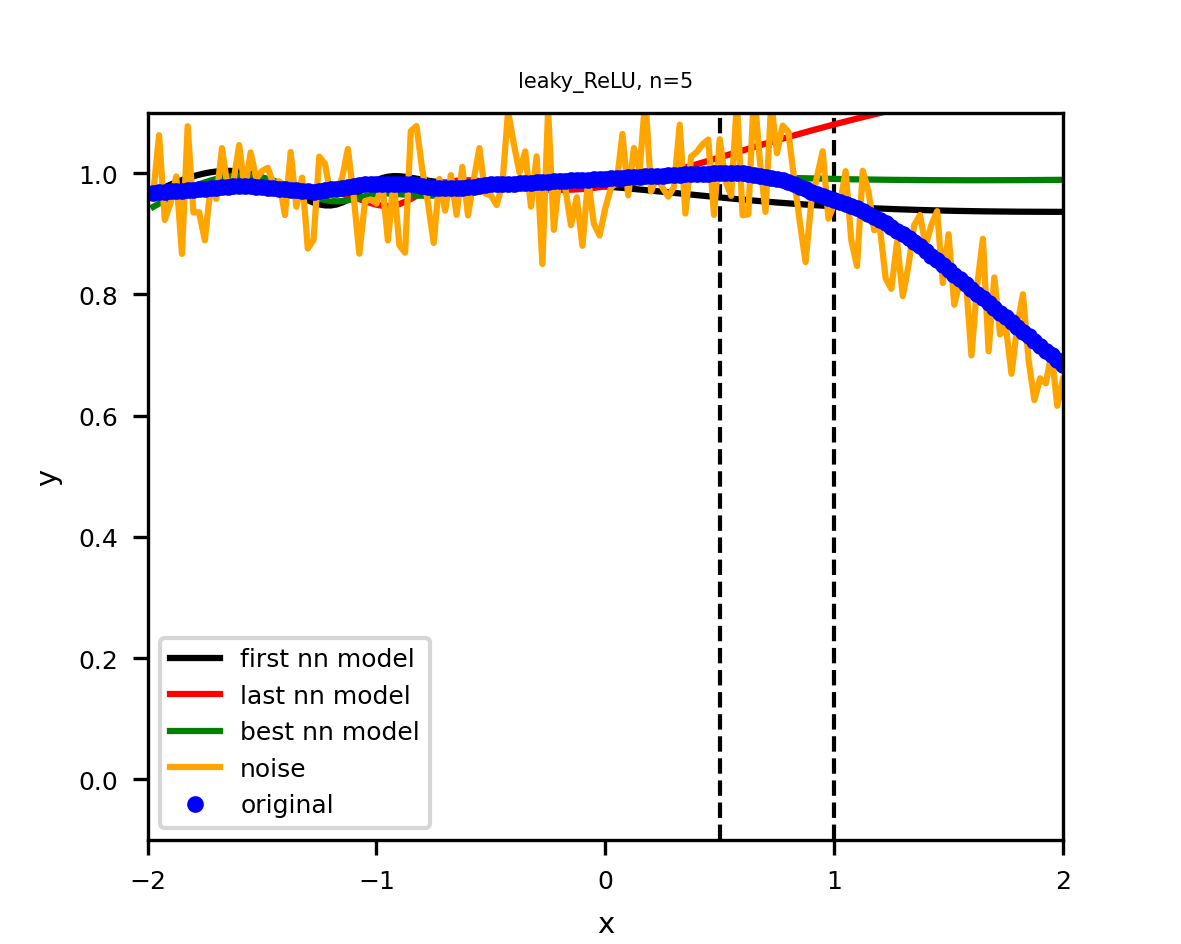 leaky_ReLU, n=5
1.0
0.8
0.6
0.4
0.2
0.0
y
first nn model
last nn model
best nn model
noise
original
−2
−1
0
1
2
x